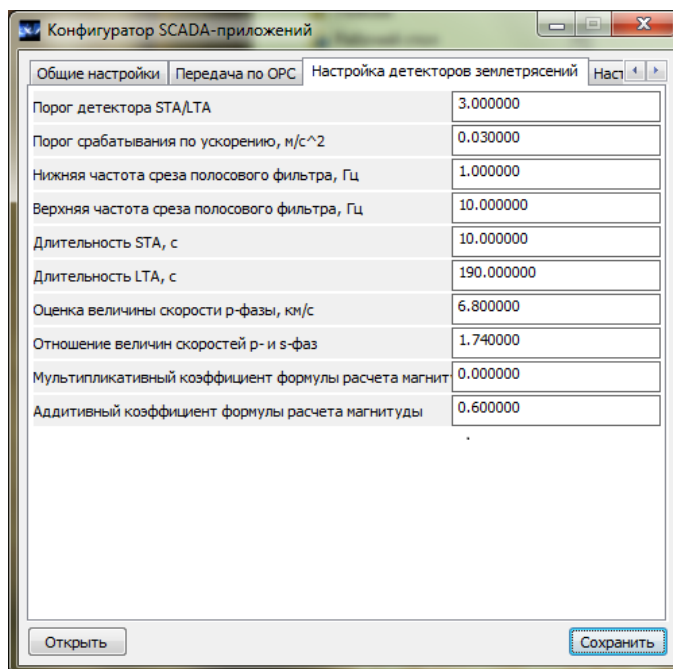 Конфигуратор SCADA-приложений
Общие настройки Передача по OPC Настройка детекторов землетрясений Наст
Порог детектора STA/LTA 3.000000
Порог срабатывания по ускорению, м/с^2 0.030000
Нижняя частота среза полосового фильтра, Гц 1.000000
Верхняя частота среза полосового фильтра, Гц 10.000000
Длительность STA, с 10.000000
Длительность LTA, с 190.000000
Оценка величины скорости p-фазы, км/с 6.800000
Отношение величин скоростей p- и s-фаз 1.740000
Мультипликативный коэффициент формулы расчета магнит 0.000000
Аддитивный коэффициент формулы расчета магнитуды 0.600000
Открыть Сохранить